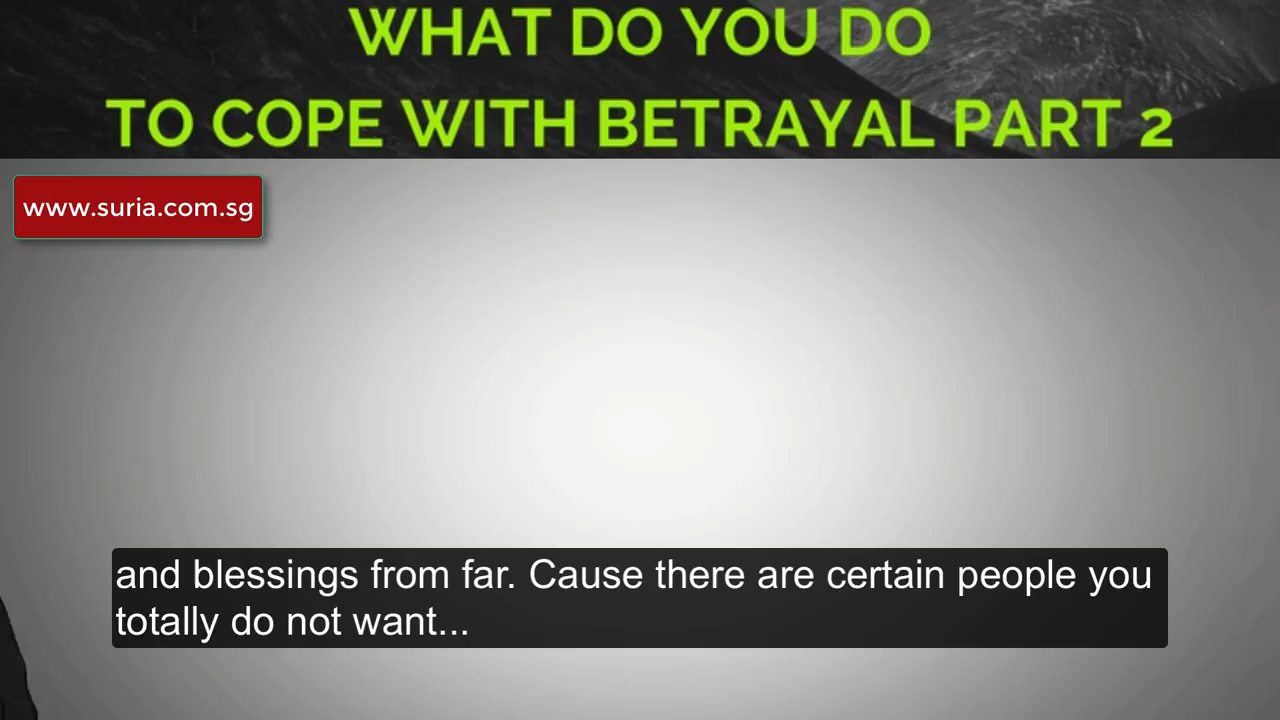 WHAT DO YOU DO
TO COPE WITH BETRAYAL PART 2
www.suria.com.sg
and blessings from far. Cause there are certain people you
totally do not want...